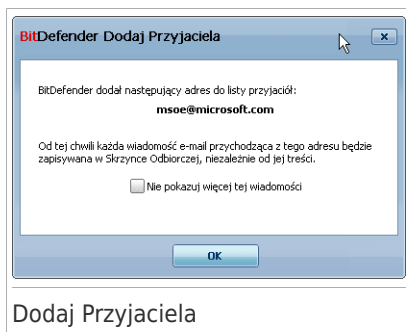 BitDefender Dodaj Przyjaciela
BitDefender dodał następujący adres do listy przyjaciół:
msoe@microsoft.com
Od tej chwili każda wiadomość e-mail przychodząca z tego adresu będzie
zapisywana w Skrzynce Odbiorczej, niezależnie od jej treści.
Nie pokazuj więcej tej wiadomości
OK
Dodaj Przyjaciela